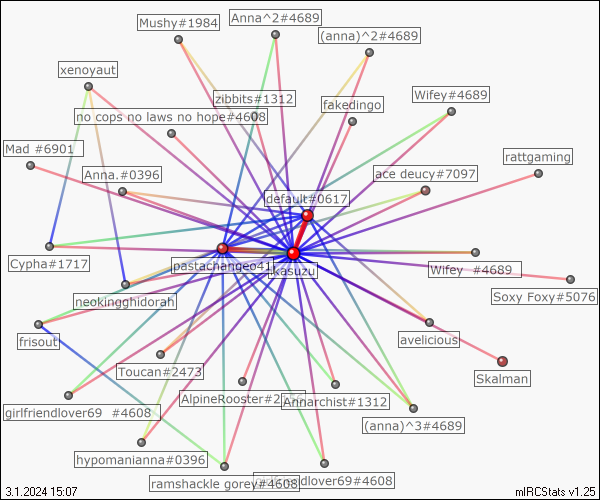 Mushy#1984
Anna^2#4689
(anna)^2#4689
xenoyaut
zibbits#1312
fakedingo
Wifey#4689
no cops no laws no hope#4608
Mad #6901
rattgaming
Anna.#0396
ace deucy#7097
default#0617
Cypha#1717
pastachangeo41
kasuzu
Wifey #4689
neokingghidorah
Soxy Foxy#5076
frisout
avelicious
Toucan#2473
Skalman
AlpineRooster#2
Annarchist#1312
girlfriendlover69 #4608
(anna)^3#4689
hypomanianna#0396
ramshackle gorey#4608
girlfriendlover69#4608
3.1.2024 15:07
mIRCStats v1.25